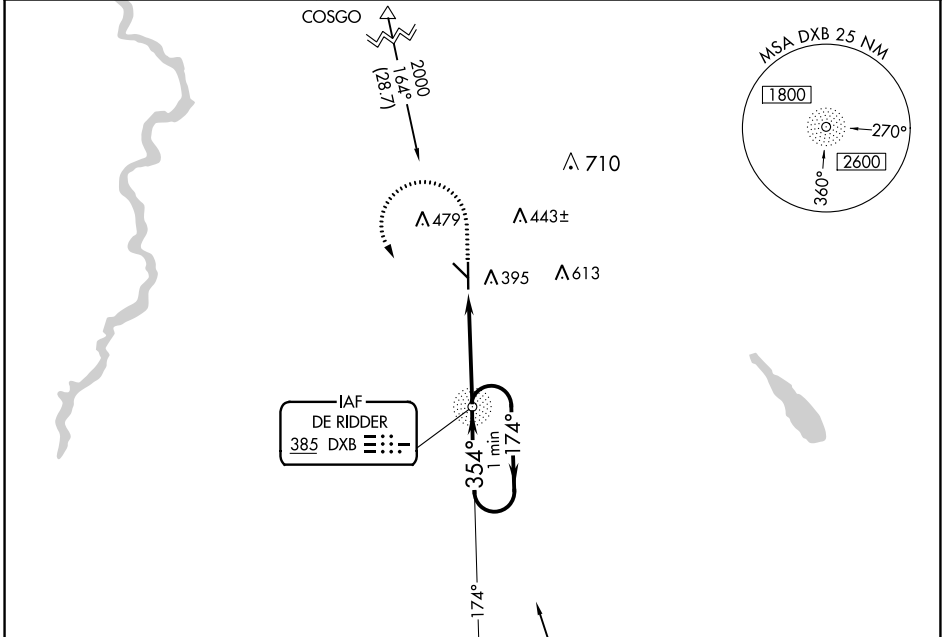 COSGO
2000
164°
(28.7)
MSA DXB 25 NM
1800
270°
2600
360°
710
479
443±
395
613
IAF
DE RIDDER
385 DXB
354°
1 min
174°
174°